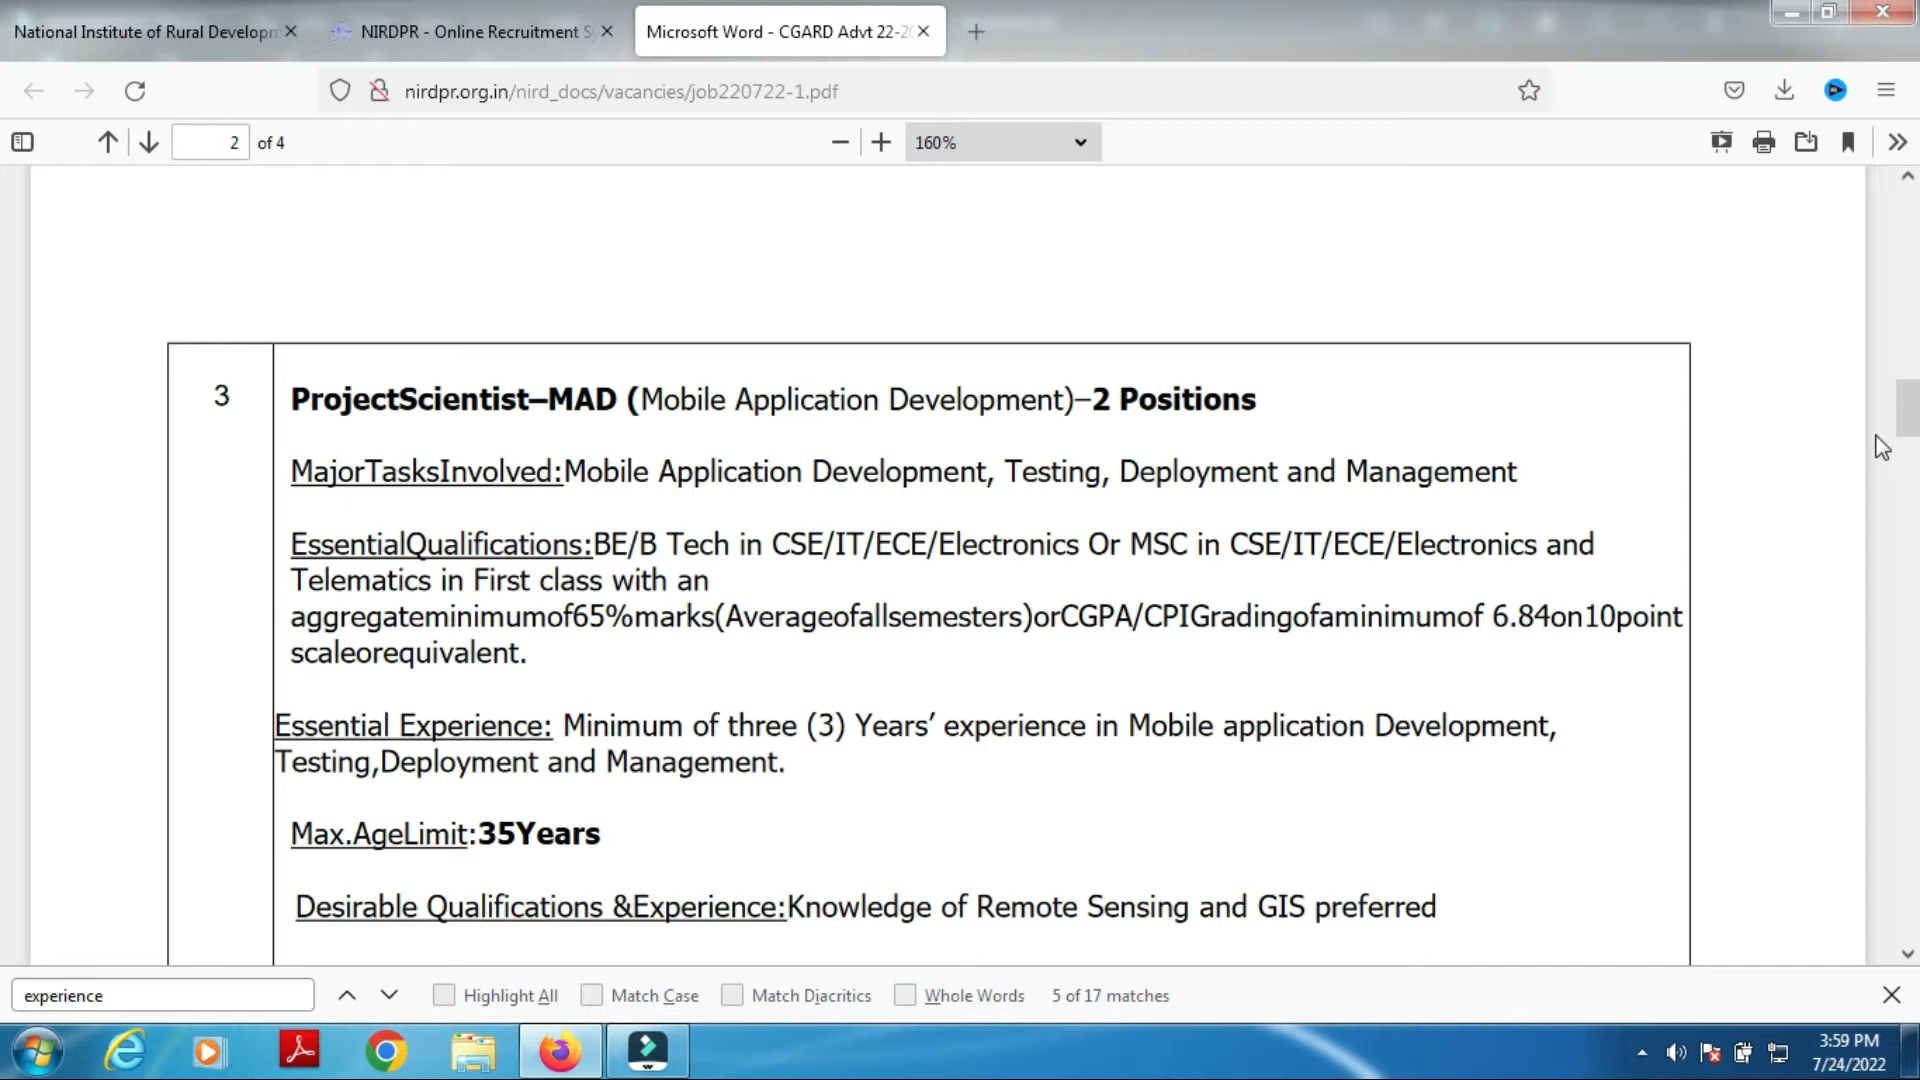 National Institute of Rural Developm
NIRDPR - Online Recruitment Sy
Microsoft Word - CGARD Advt 22-20
nirdpr.org.in/nird_docs/vacancies/job220722-1.pdf
2 of 4
160%
3
ProjectScientist–MAD (Mobile Application Development)–2 Positions
MajorTasksInvolved:Mobile Application Development, Testing, Deployment and Management
EssentialQualifications:BE/B Tech in CSE/IT/ECE/Electronics Or MSC in CSE/IT/ECE/Electronics and
Telematics in First class with an
aggregateminimumof65%marks(Averageofallsemesters)orCGPA/CPIGradingofaminimumof 6.84on10point
scaleorequivalent.
Essential Experience: Minimum of three (3) Years’ experience in Mobile application Development,
Testing,Deployment and Management.
Max.AgeLimit:35Years
Desirable Qualifications &Experience:Knowledge of Remote Sensing and GIS preferred
experience
Highlight All
Match Case
Match Diacritics
Whole Words
5 of 17 matches
3:59 PM
7/24/2022